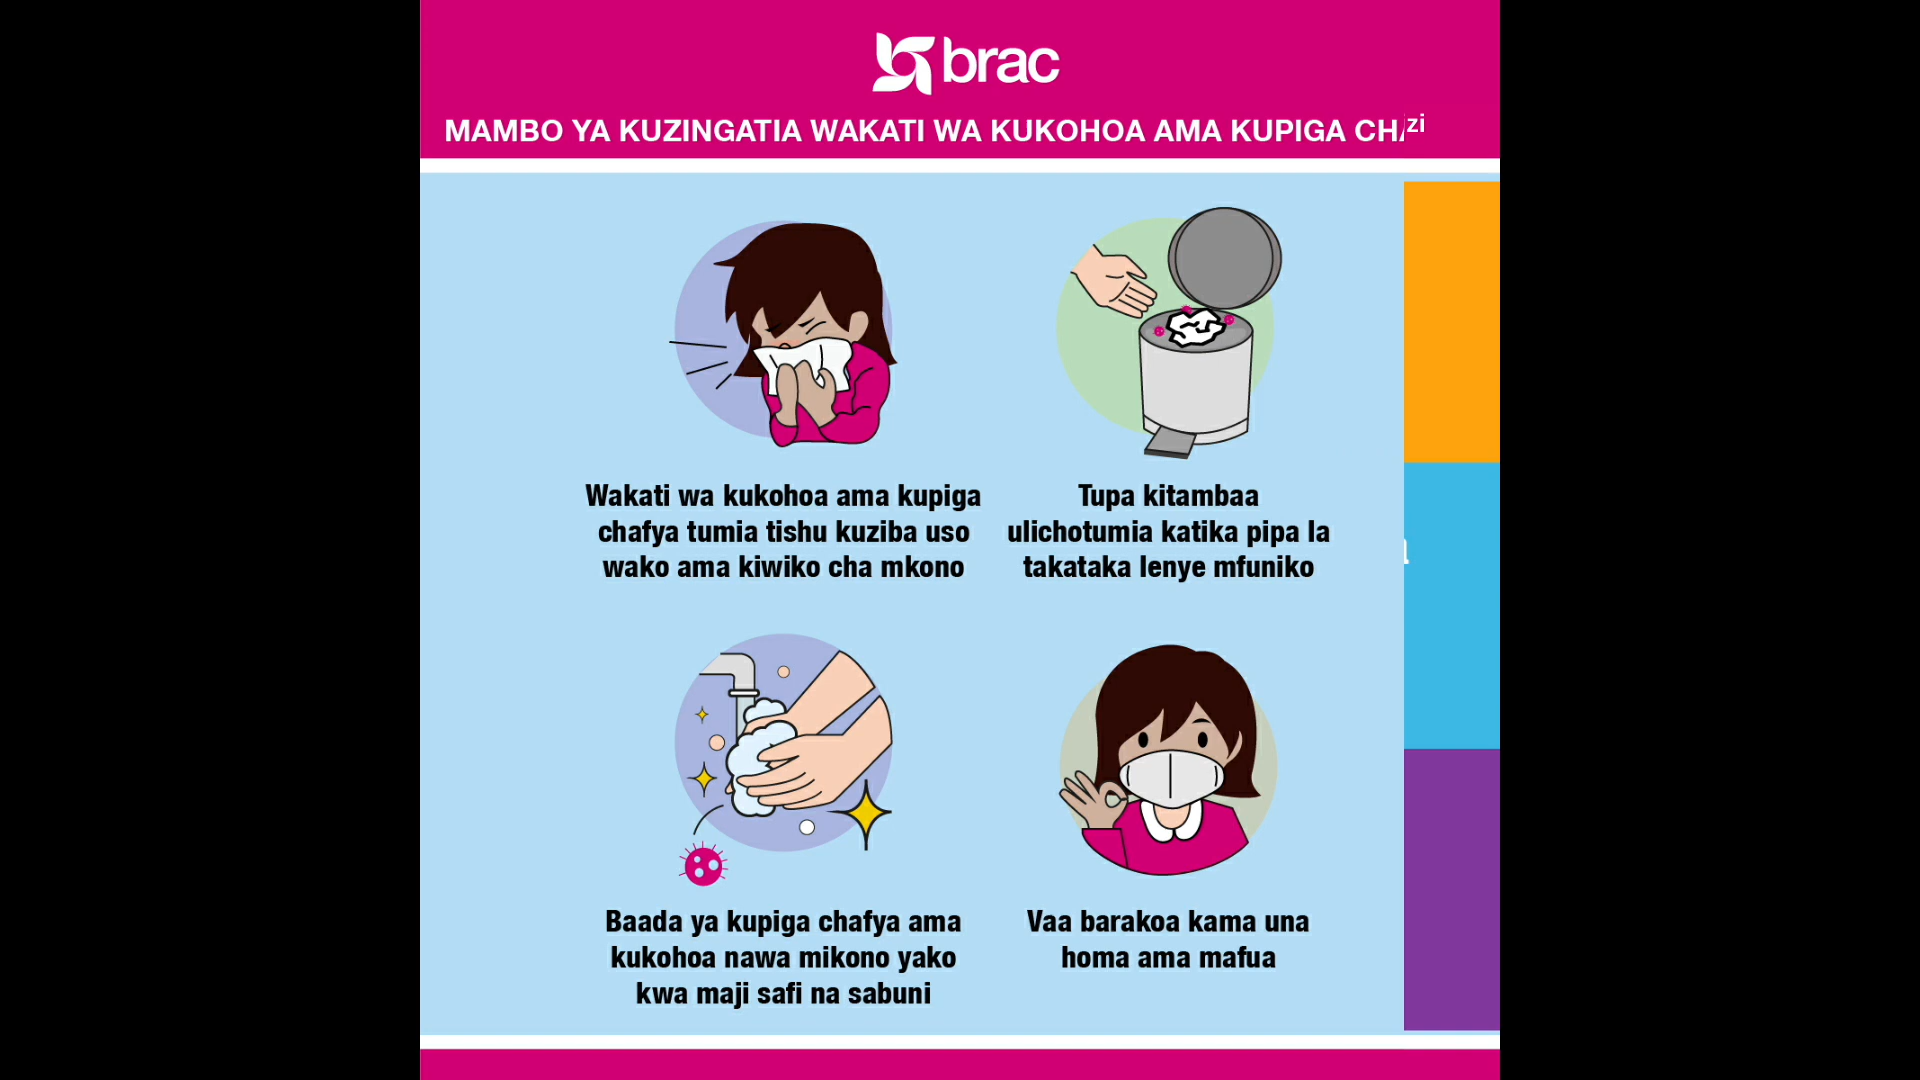 brac
MAMBO YA KUZINGATIA WAKATI WA KUKOHOA AMA KUPIGA
zi
Wakati wa kukohoa ama kupiga
chafya tumia tishu kuziba uso
wako ama kiwiko cha mkono
Tupa kitambaa
ulichotumia katika pipa la
takataka lenye mfuniko
Baada ya kupiga chafya ama
kukohoa nawa mikono yako
kwa maji safi na sabuni
Vaa barakoa kama una
homa ama mafua